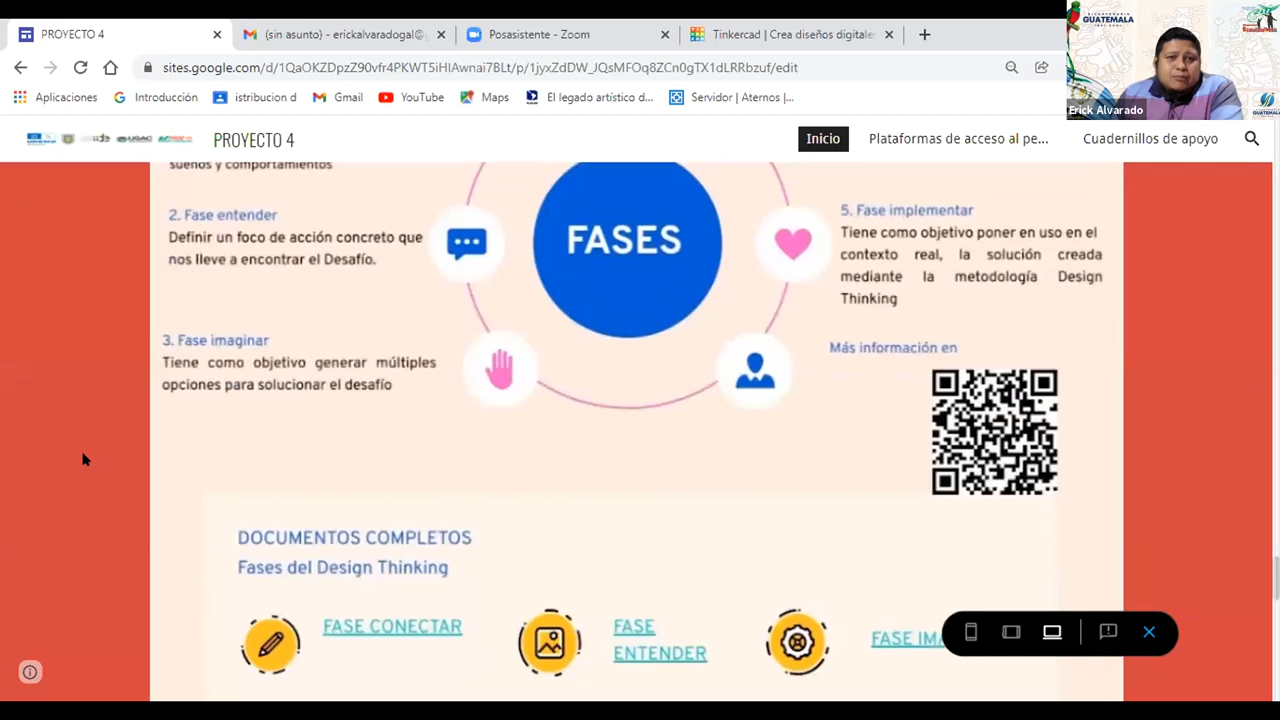 PROYECTO 4
(sin asunto) - erickalvarado@tod
Posasistente - Zoom
Tinkercad | Crea diseños digitales
sites.google.com/d/
/edit
Aplicaciones
Introducción
istribucion d
Gmail
YouTube
Maps
El legado artístico d...
Servidor | Aternos |...
BICENTENARIO
GUATEMALA
Erick Alvarado
UGAC
PROYECTO 4
Inicio
Plataformas de acceso al pe...
Cuadernillos de apoyo
sueños y comportamientos
2. Fase entender
Definir un foco de acción concreto que
nos lleve a encontrar el Desafío.
3. Fase imaginar
Tiene como objetivo generar múltiples
opciones para solucionar el desafío
FASES
5. Fase implementar
Tiene como objetivo poner en uso en el
contexto real, la solución creada
mediante la metodología Design
Thinking
Más información en
DOCUMENTOS COMPLETOS
Fases del Design Thinking
FASE CONECTAR
FASE
ENTENDER
FASE IMA